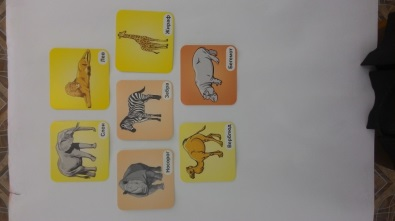 Лев
Жираф
Бегемот
Зебра
Слон
Носорог
Верблюд